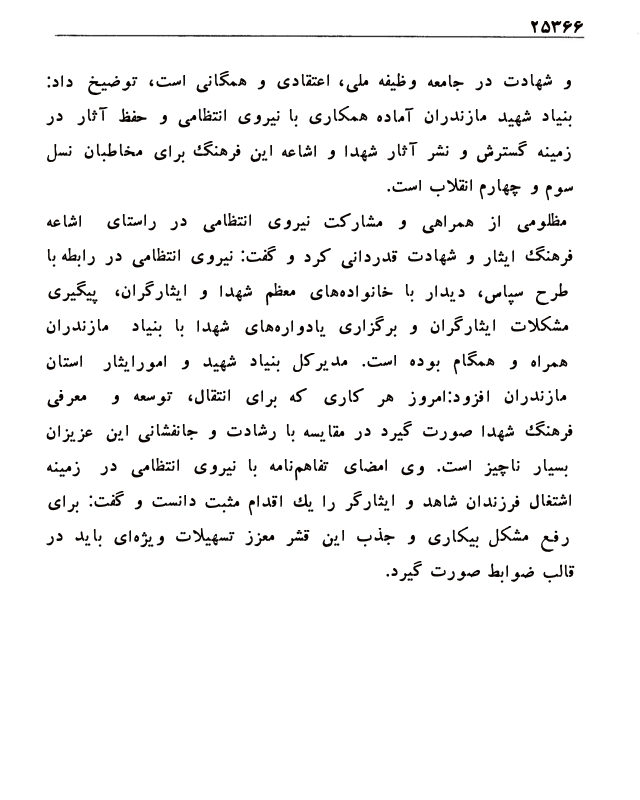 ۲۵۳۶۶
و شهادت در جامعه وظیفه ملی، اعتقادی و همگانی است، توضیح داد:
بنیاد شهید مازندران آماده همکاری با نیروی انتظامی و حفظ آثار در
زمینه گسترش و نشر آثار شهدا و اشاعه این فرهنگ برای مخاطبان نسل
سوم و چهارم انقلاب است.
مظلومی از همراهی و مشارکت نیروی انتظامی در راستای اشاعه
فرهنگ ایثار و شهادت قدردانی کرد و گفت: نیروی انتظامی در رابطه با
طرح سپاس، دیدار با خانواده‌های معظم شهدا و ایثارگران، پیگیری
مشکلات ایثارگران و برگزاری یادواره‌های شهدا با بنیاد مازندران
همراه و همگام بوده است. مدیرکل بنیاد شهید و امورایثار استان
مازندران افزود:امروز هر کاری که برای انتقال، توسعه و معرفی
فرهنگ شهدا صورت گیرد در مقایسه با رشادت و جانفشانی این عزیزان
بسیار ناچیز است. وی امضای تفاهم‌نامه با نیروی انتظامی در زمینه
اشتغال فرزندان شاهد و ایثارگر را یك اقدام مثبت دانست و گفت: برای
رفع مشکل بیکاری و جذب این قشر معزز تسهیلات ویژه‌ای باید در
قالب ضوابط صورت گیرد.